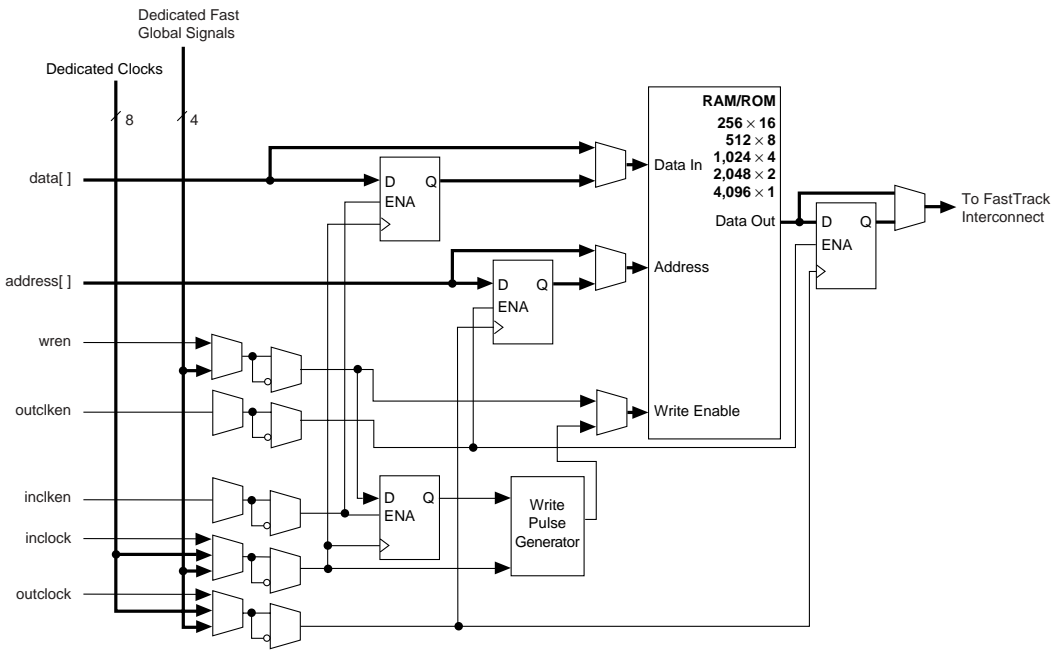 Dedicated Fast
Global Signals
Dedicated Clocks
8
4
RAM/ROM
256 × 16
512 × 8
1,024 × 4
2,048 × 2
4,096 × 1
data[ ]
D Q
ENA
Data In
Data Out
D Q
ENA
To FastTrack
Interconnect
address[ ]
D Q
ENA
Address
wren
outclken
Write Enable
inclken
D Q
ENA
Write
Pulse
Generator
inclock
outclock